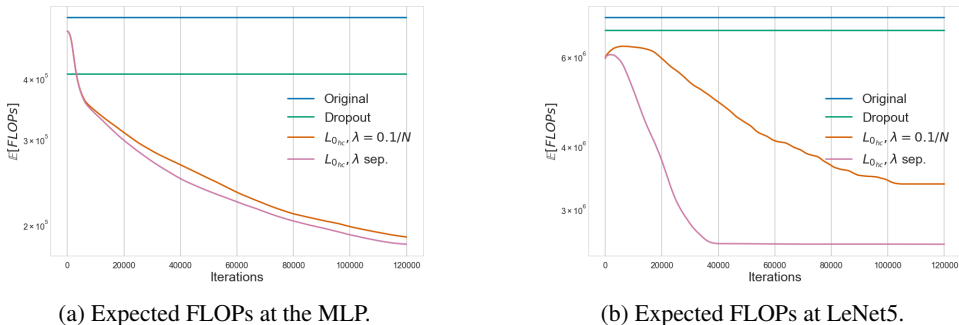 4 × 10⁵
3 × 10⁵
2 × 10⁵
𝔼[FLOPs]
Original
Dropout
L₀ₕc, λ = 0.1/N
L₀ₕc, λ sep.
0 20000 40000 60000 80000 100000 120000
Iterations
(a) Expected FLOPs at the MLP.
6 × 10⁶
4 × 10⁶
3 × 10⁶
𝔼[FLOPs]
Original
Dropout
L₀ₕc, λ = 0.1/N
L₀ₕc, λ sep.
0 20000 40000 60000 80000 100000 120000
Iterations
(b) Expected FLOPs at LeNet5.